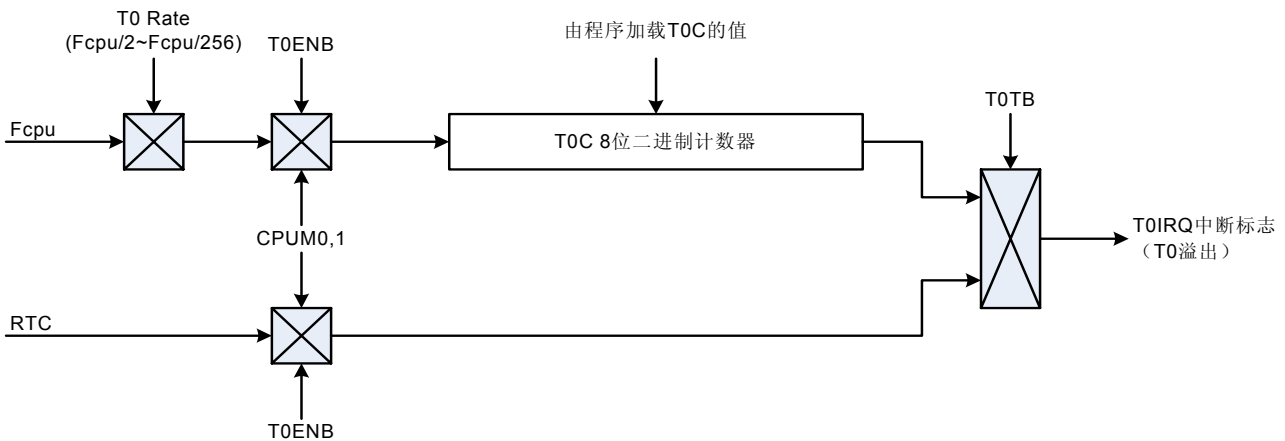 T0 Rate
(Fcpu/2~Fcpu/256)
T0ENB
由程序加载T0C的值
T0TB
Fcpu
T0C 8位二进制计数器
CPUM0,1
T0IRQ中断标志
（T0溢出）
RTC
T0ENB